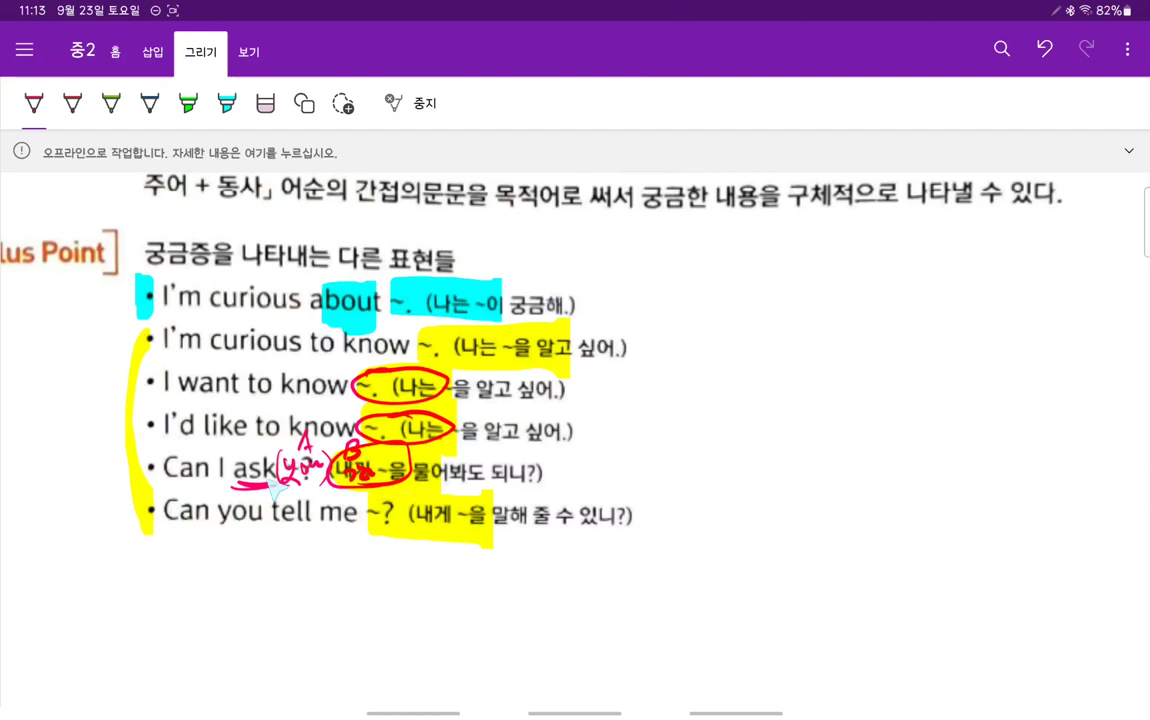 11:13 9월 23일 토요일 82%
중2 홈 삽입 그리기 보기
중지
오프라인으로 작업합니다. 자세한 내용은 여기를 누르십시오.
주어 + 동사」 어순의 간접의문문을 목적어로 써서 궁금한 내용을 구체적으로 나타낼 수 있다.
lus Point] 궁금증을 나타내는 다른 표현들
• I'm curious about ~. (나는 ~이 궁금해.)
• I'm curious to know ~. (나는 ~을 알고 싶어.)
• I want to know ~. (나는 ~을 알고 싶어.)
• I'd like to know ~. (나는 ~을 알고 싶어.)
A B
• Can I ask (you) ? (내가 ~을 물어봐도 되니?)
• Can you tell me ~? (내게 ~을 말해 줄 수 있니?)